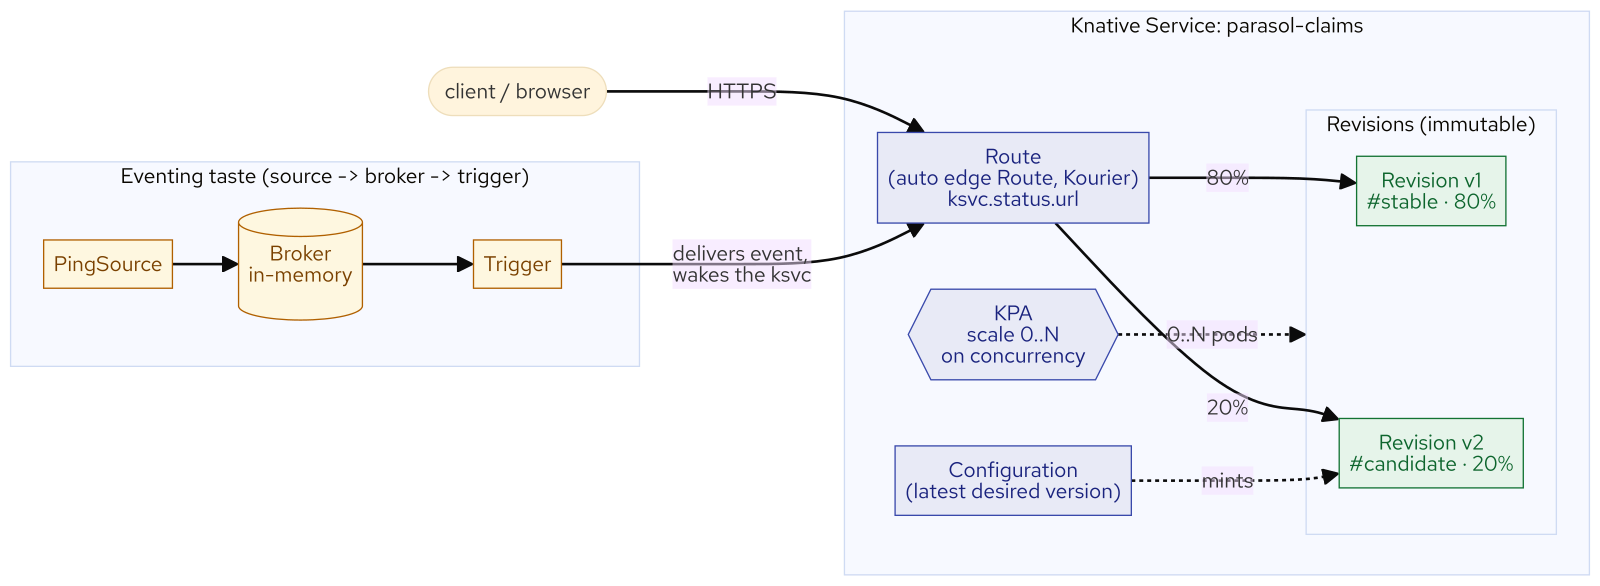 Knative Service: parasol-claims
client / browser
HTTPS
Revisions (immutable)
Route
(auto edge Route, Kourier)
ksvc.status.url
80%
Revision v1
#stable · 80%
Eventing taste (source -> broker -> trigger)
PingSource
Broker
in-memory
Trigger
delivers event,
wakes the ksvc
KPA
scale 0..N
on concurrency
0..N pods
20%
Revision v2
#candidate · 20%
Configuration
(latest desired version)
mints